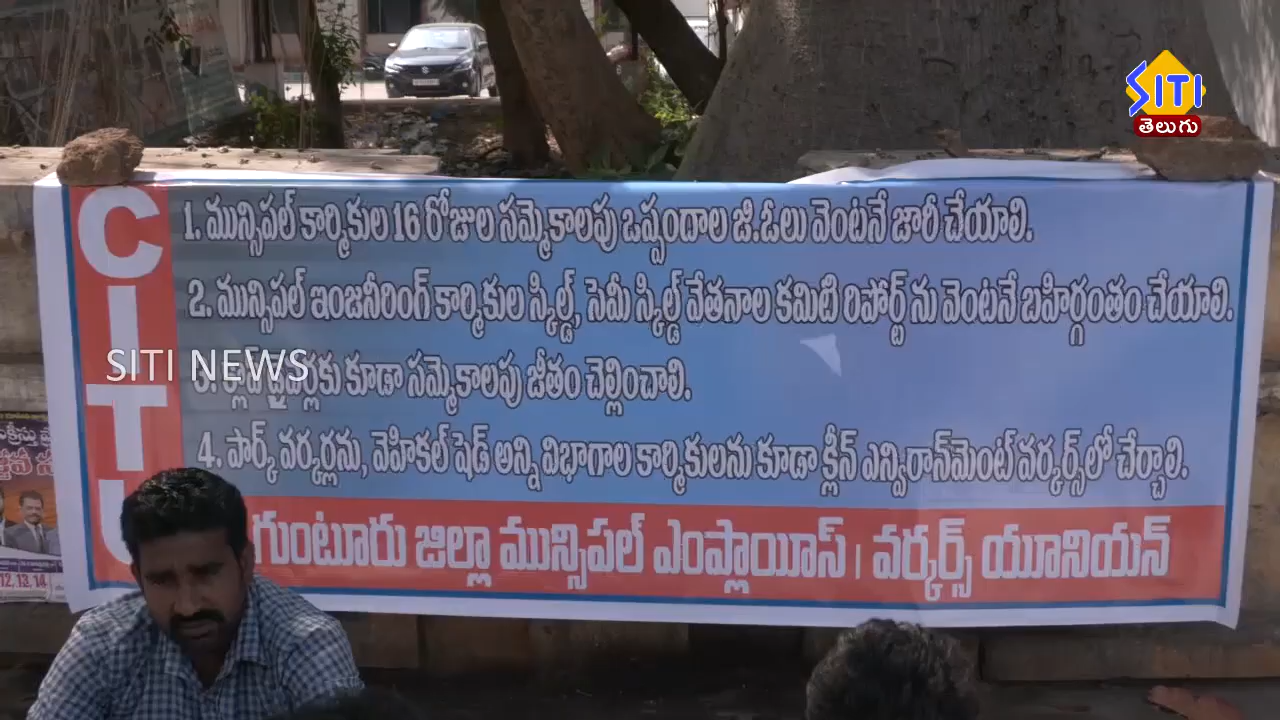 SITI
తెలుగు
CITU
1. మున్సిపల్ కార్మికుల 16 రోజుల సమ్మెకాలపు ఒప్పందాల జి.ఓలు వెంటనే జారీ చేయాలి.
2. మున్సిపల్ ఇంజనీరింగ్ కార్మికుల స్కిల్డ్, సెమీ స్కిల్డ్ వేతనాల కమిటి రిపోర్ట్ ను వెంటనే బహిర్గతం చేయాలి.
SITI NEWS
కూడా సమ్మెకాలపు జీతం చెల్లించాలి.
4. పార్క్ వర్కర్లను, వెహికల్ షెడ్ అన్ని విభాగాల కార్మికులను కూడా క్లీన్ ఎన్విరాన్‌మెంట్ వర్కర్స్‌లో చేర్చాలి.
గుంటూరు జిల్లా మున్సిపల్ ఎంప్లాయీస్ | వర్కర్స్ యూనియన్
12, 13, 14